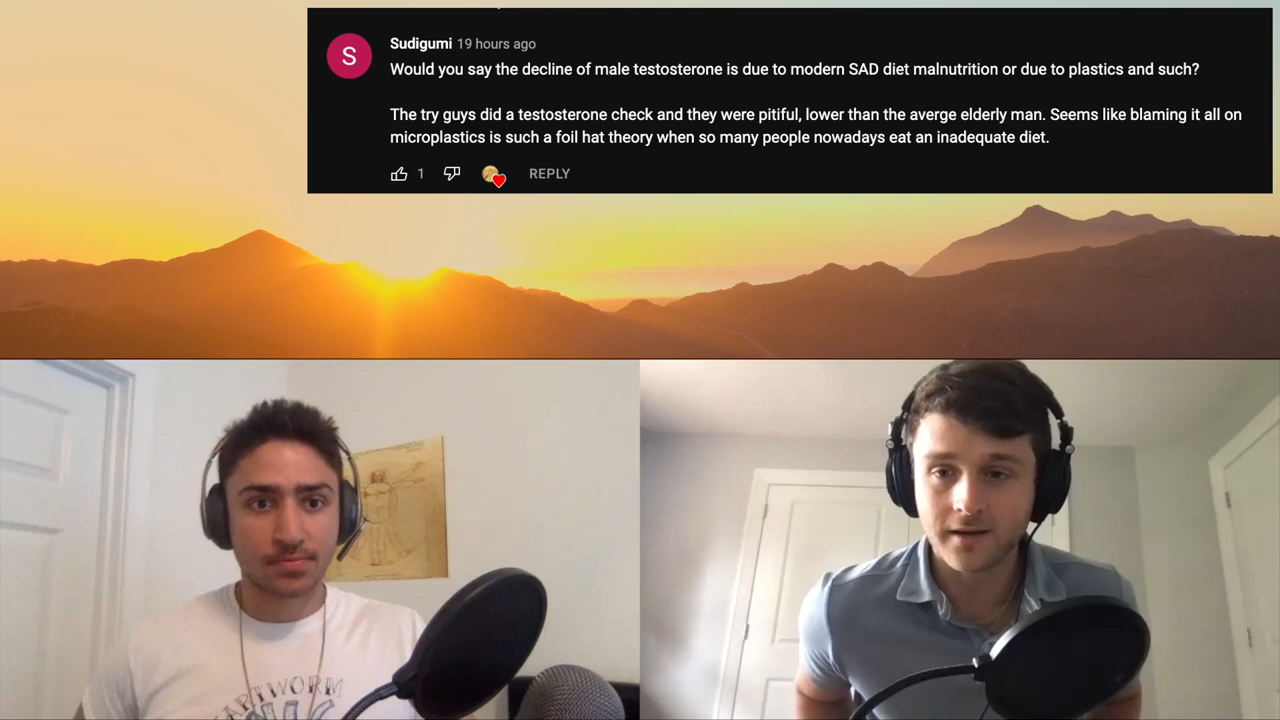 S
Sudigumi 19 hours ago
Would you say the decline of male testosterone is due to modern SAD diet malnutrition or due to plastics and such?
The try guys did a testosterone check and they were pitiful, lower than the averge elderly man. Seems like blaming it all on
microplastics is such a foil hat theory when so many people nowadays eat an inadequate diet.
1 REPLY